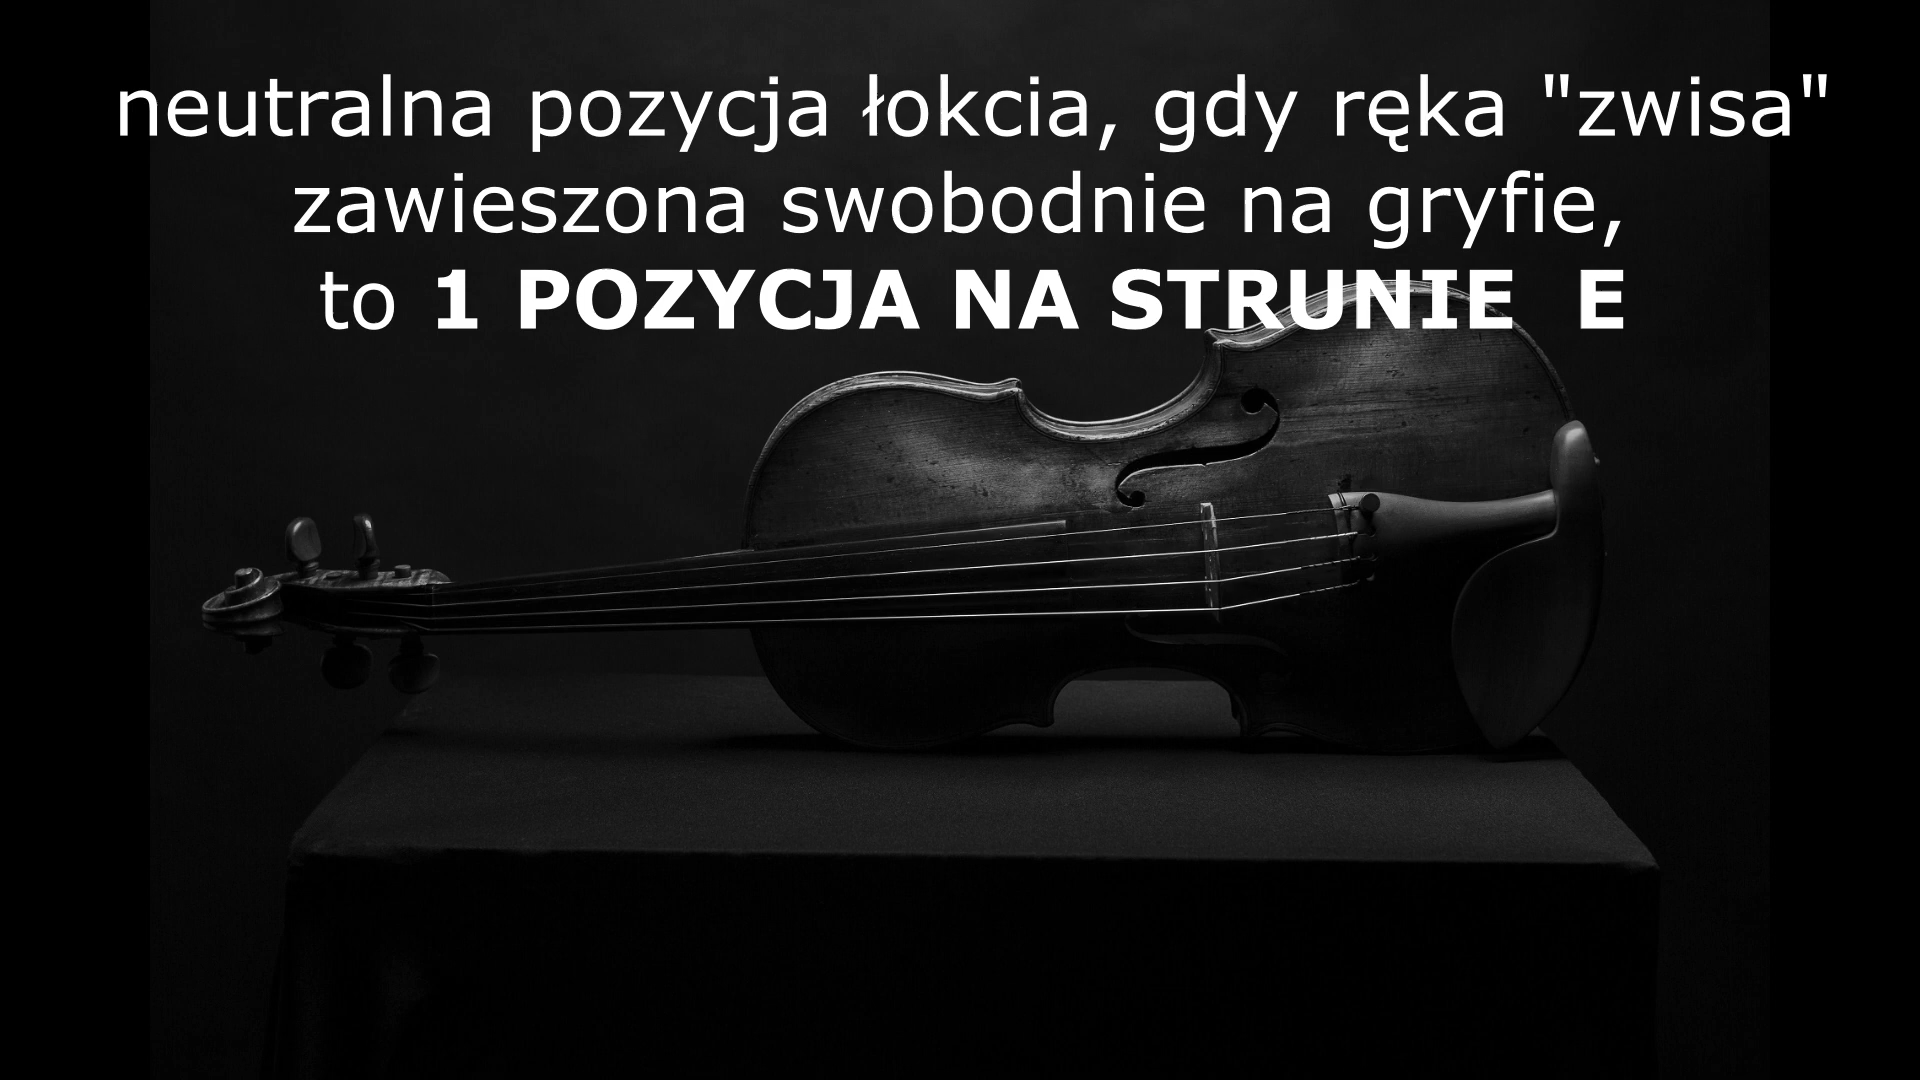 neutralna pozycja łokcia, gdy ręka "zwisa"
zawieszona swobodnie na gryfie,
to 1 POZYCJA NA STRUNIE  E